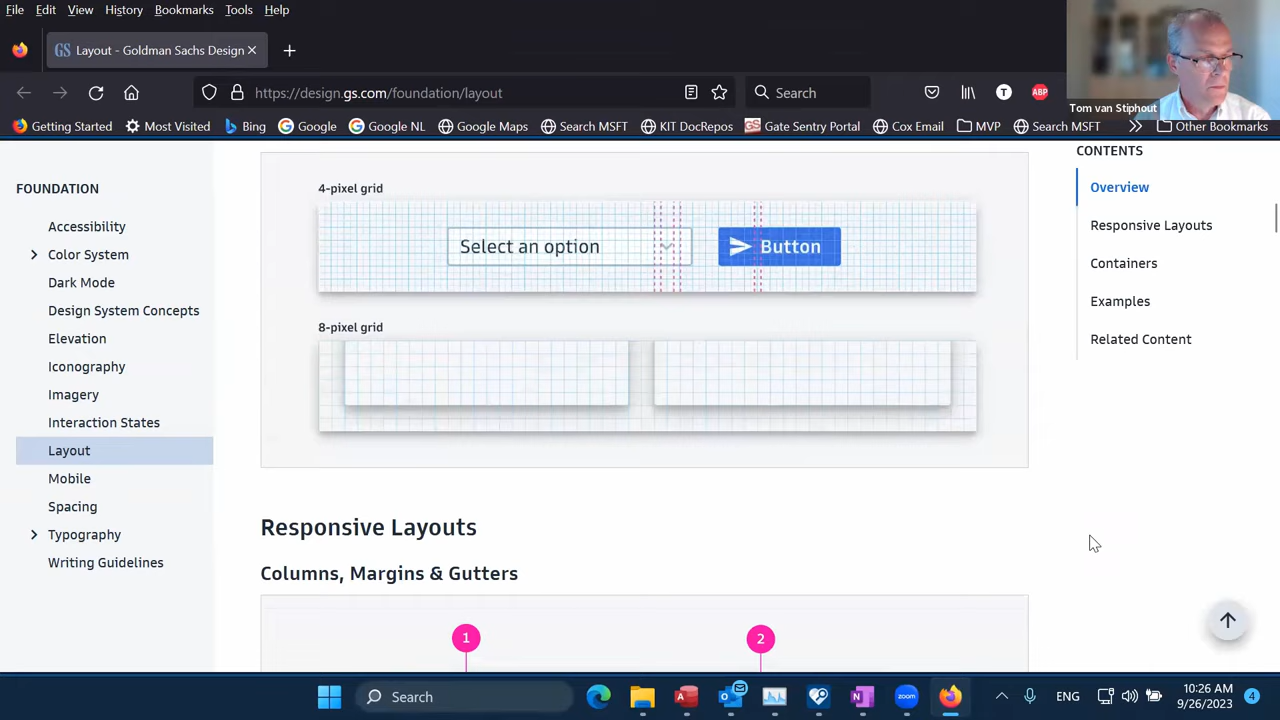 File Edit View History Bookmarks Tools Help
GS Layout - Goldman Sachs Design
https://design.gs.com/foundation/layout
Search
T
ABP
Tom van Stiphout
Getting Started Most Visited Bing Google Google NL Google Maps Search MSFT KIT DocRepos GS Gate Sentry Portal Cox Email MVP Search MSFT Other Bookmarks
FOUNDATION
Accessibility
Color System
Dark Mode
Design System Concepts
Elevation
Iconography
Imagery
Interaction States
Layout
Mobile
Spacing
Typography
Writing Guidelines
4-pixel grid
Select an option
Button
8-pixel grid
Responsive Layouts
Columns, Margins & Gutters
1 2
CONTENTS
Overview
Responsive Layouts
Containers
Examples
Related Content
Search
ENG
10:26 AM
9/26/2023
4